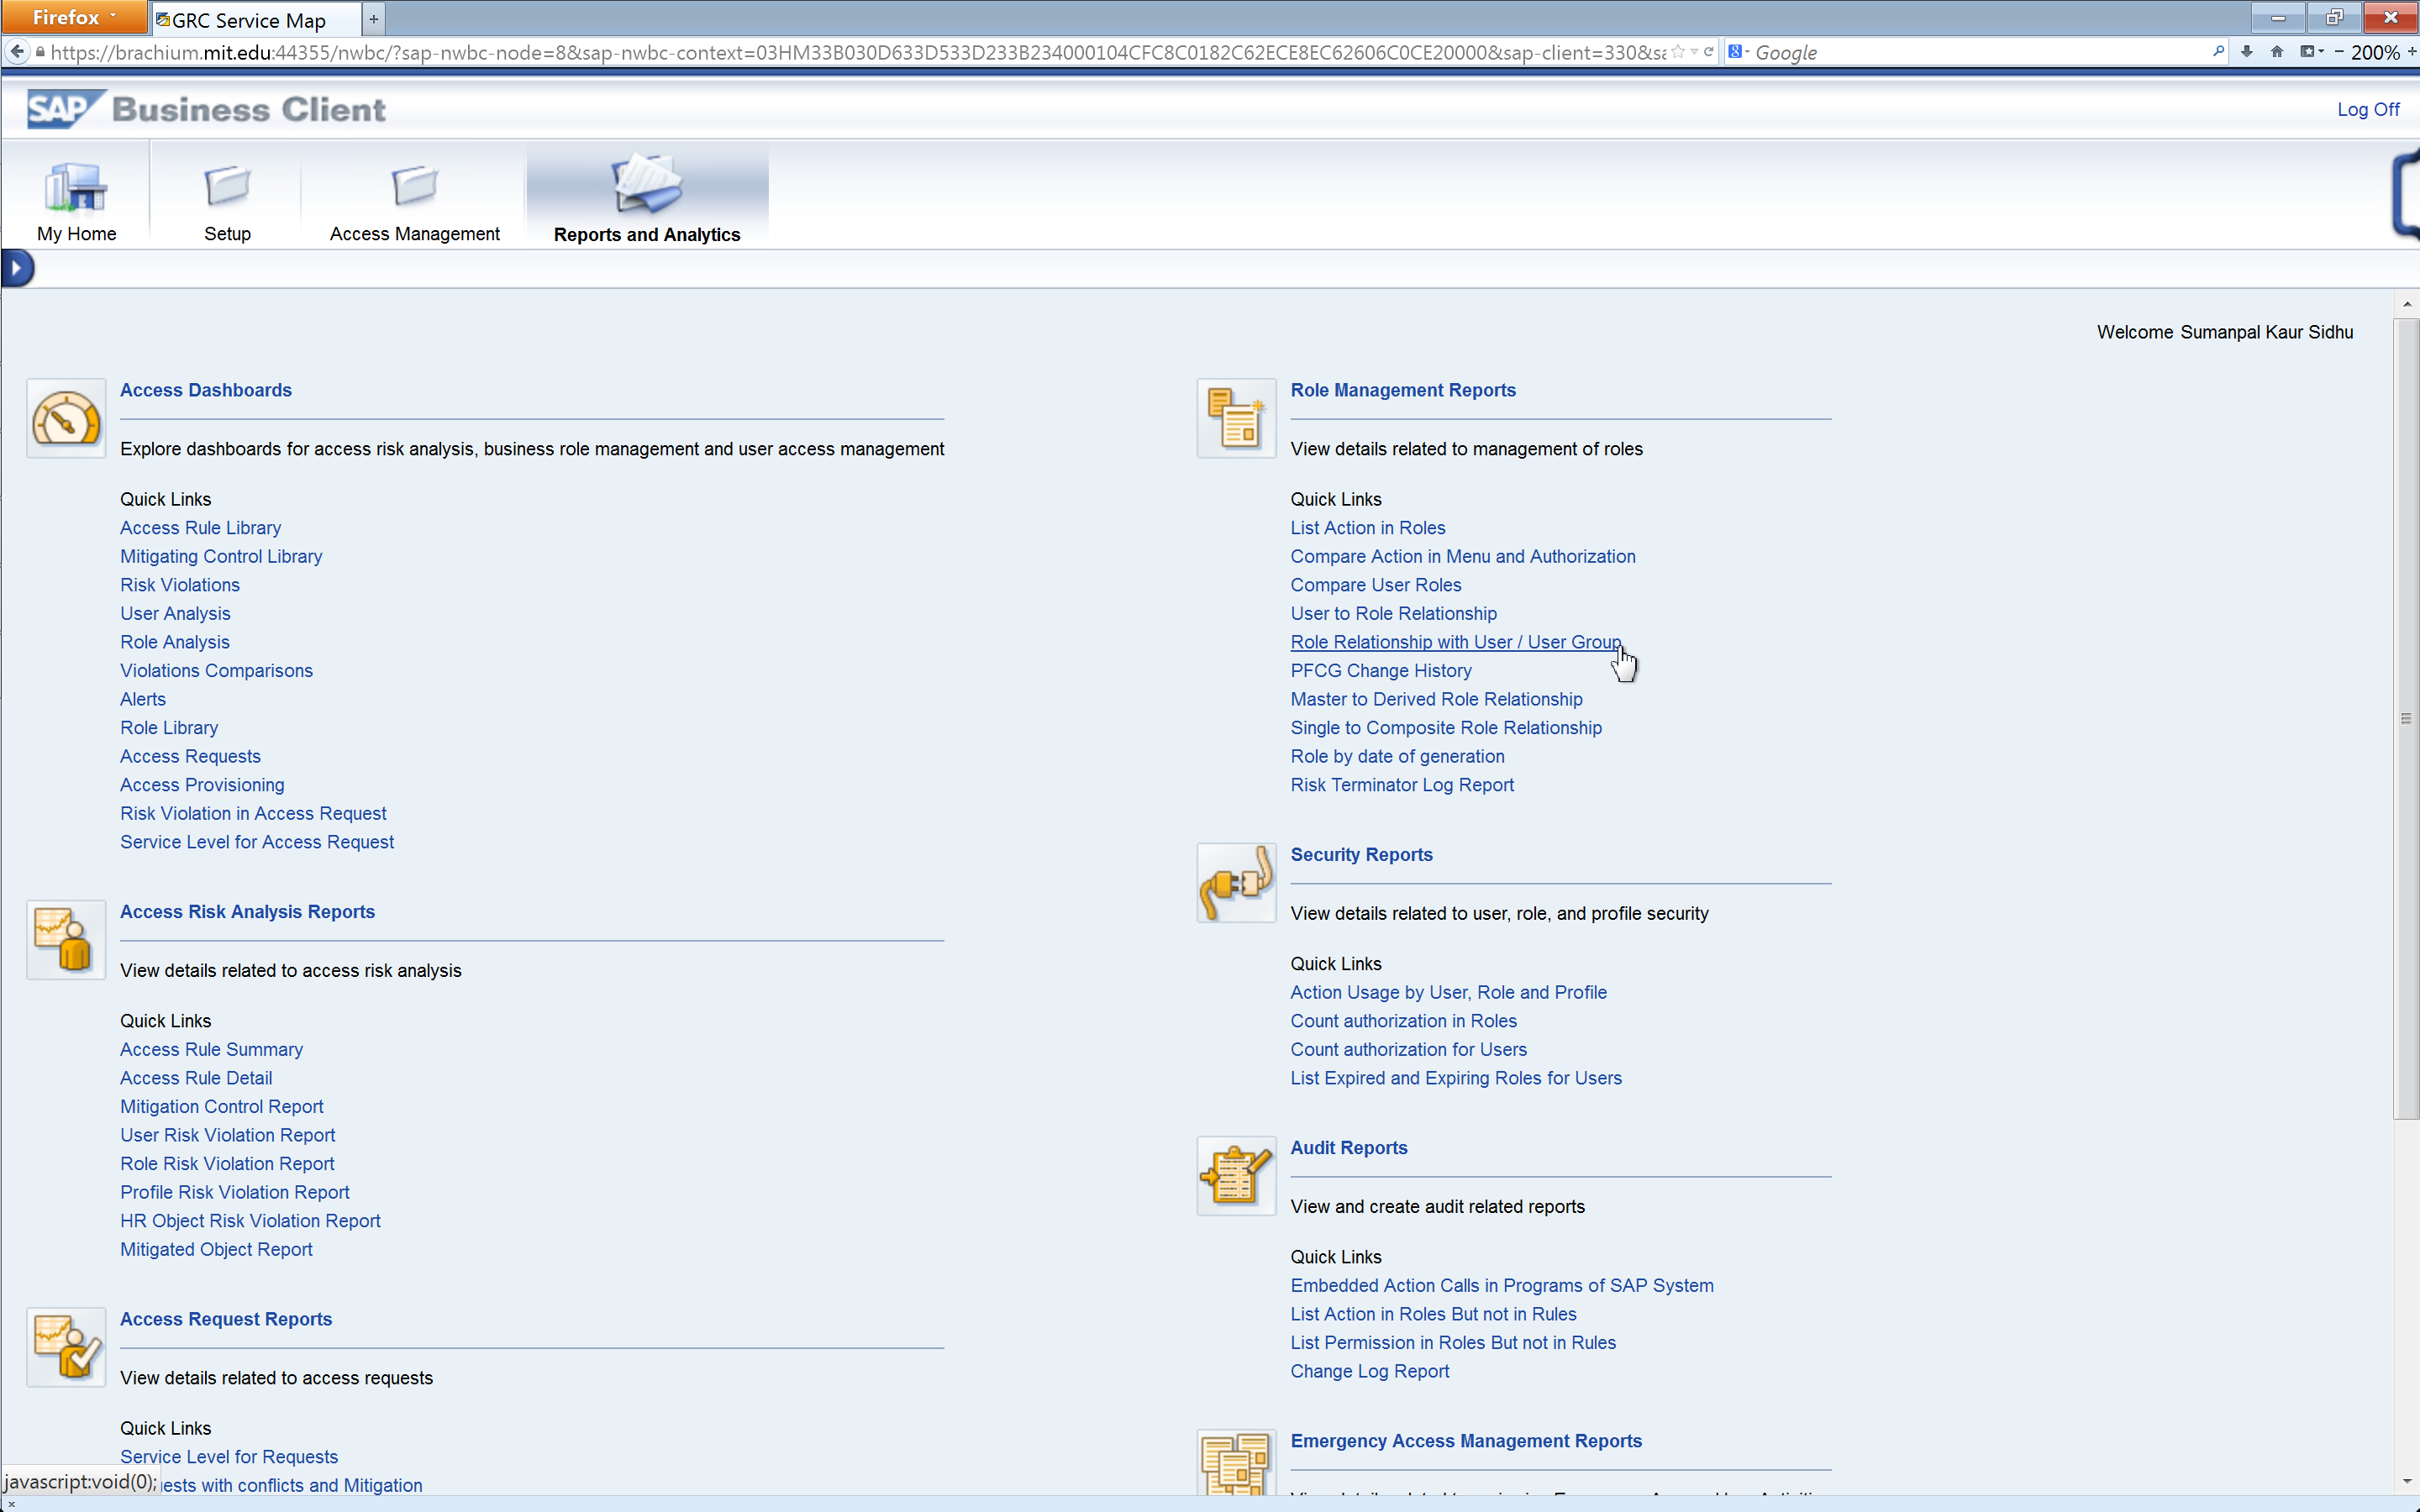 Firefox
GRC Service Map
https://brachium.mit.edu:44355/nwbc/?sap-nwbc-node=8&sap-nwbc-context=03HM33B030D633D533D233B234000104CFC8C0182C62ECE8EC62606C0CE20000&sap-client=330&sa
Google
200%
SAP Business Client
Log Off
My Home
Setup
Access Management
Reports and Analytics
Welcome Sumanpal Kaur Sidhu
Access Dashboards
Explore dashboards for access risk analysis, business role management and user access management
Quick Links
Access Rule Library
Mitigating Control Library
Risk Violations
User Analysis
Role Analysis
Violations Comparisons
Alerts
Role Library
Access Requests
Access Provisioning
Risk Violation in Access Request
Service Level for Access Request
Access Risk Analysis Reports
View details related to access risk analysis
Quick Links
Access Rule Summary
Access Rule Detail
Mitigation Control Report
User Risk Violation Report
Role Risk Violation Report
Profile Risk Violation Report
HR Object Risk Violation Report
Mitigated Object Report
Access Request Reports
View details related to access requests
Quick Links
Service Level for Requests
ests with conflicts and Mitigation
javascript:void(0);
Role Management Reports
View details related to management of roles
Quick Links
List Action in Roles
Compare Action in Menu and Authorization
Compare User Roles
User to Role Relationship
Role Relationship with User / User Group
PFCG Change History
Master to Derived Role Relationship
Single to Composite Role Relationship
Role by date of generation
Risk Terminator Log Report
Security Reports
View details related to user, role, and profile security
Quick Links
Action Usage by User, Role and Profile
Count authorization in Roles
Count authorization for Users
List Expired and Expiring Roles for Users
Audit Reports
View and create audit related reports
Quick Links
Embedded Action Calls in Programs of SAP System
List Action in Roles But not in Rules
List Permission in Roles But not in Rules
Change Log Report
Emergency Access Management Reports